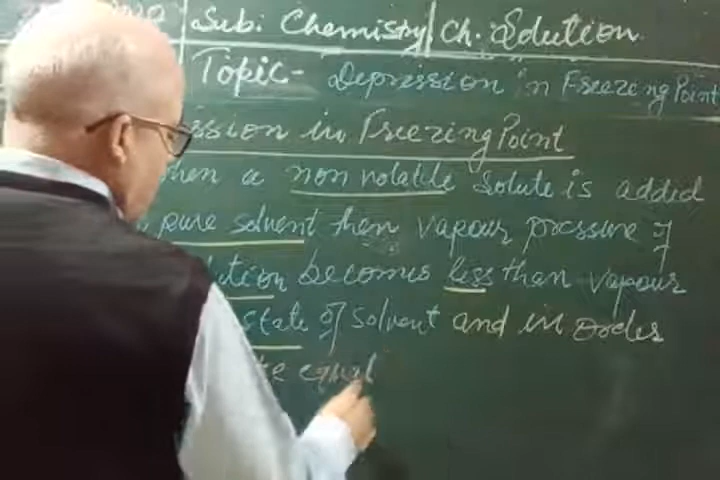 Sub: Chemistry Ch. Solution
Topic- Depression in Freezing Point
ssion in Freezing Point
hen a non volatile solute is added
pure solvent then vapour pressure of
lution becomes less than vapour
state of solvent and in order
equal